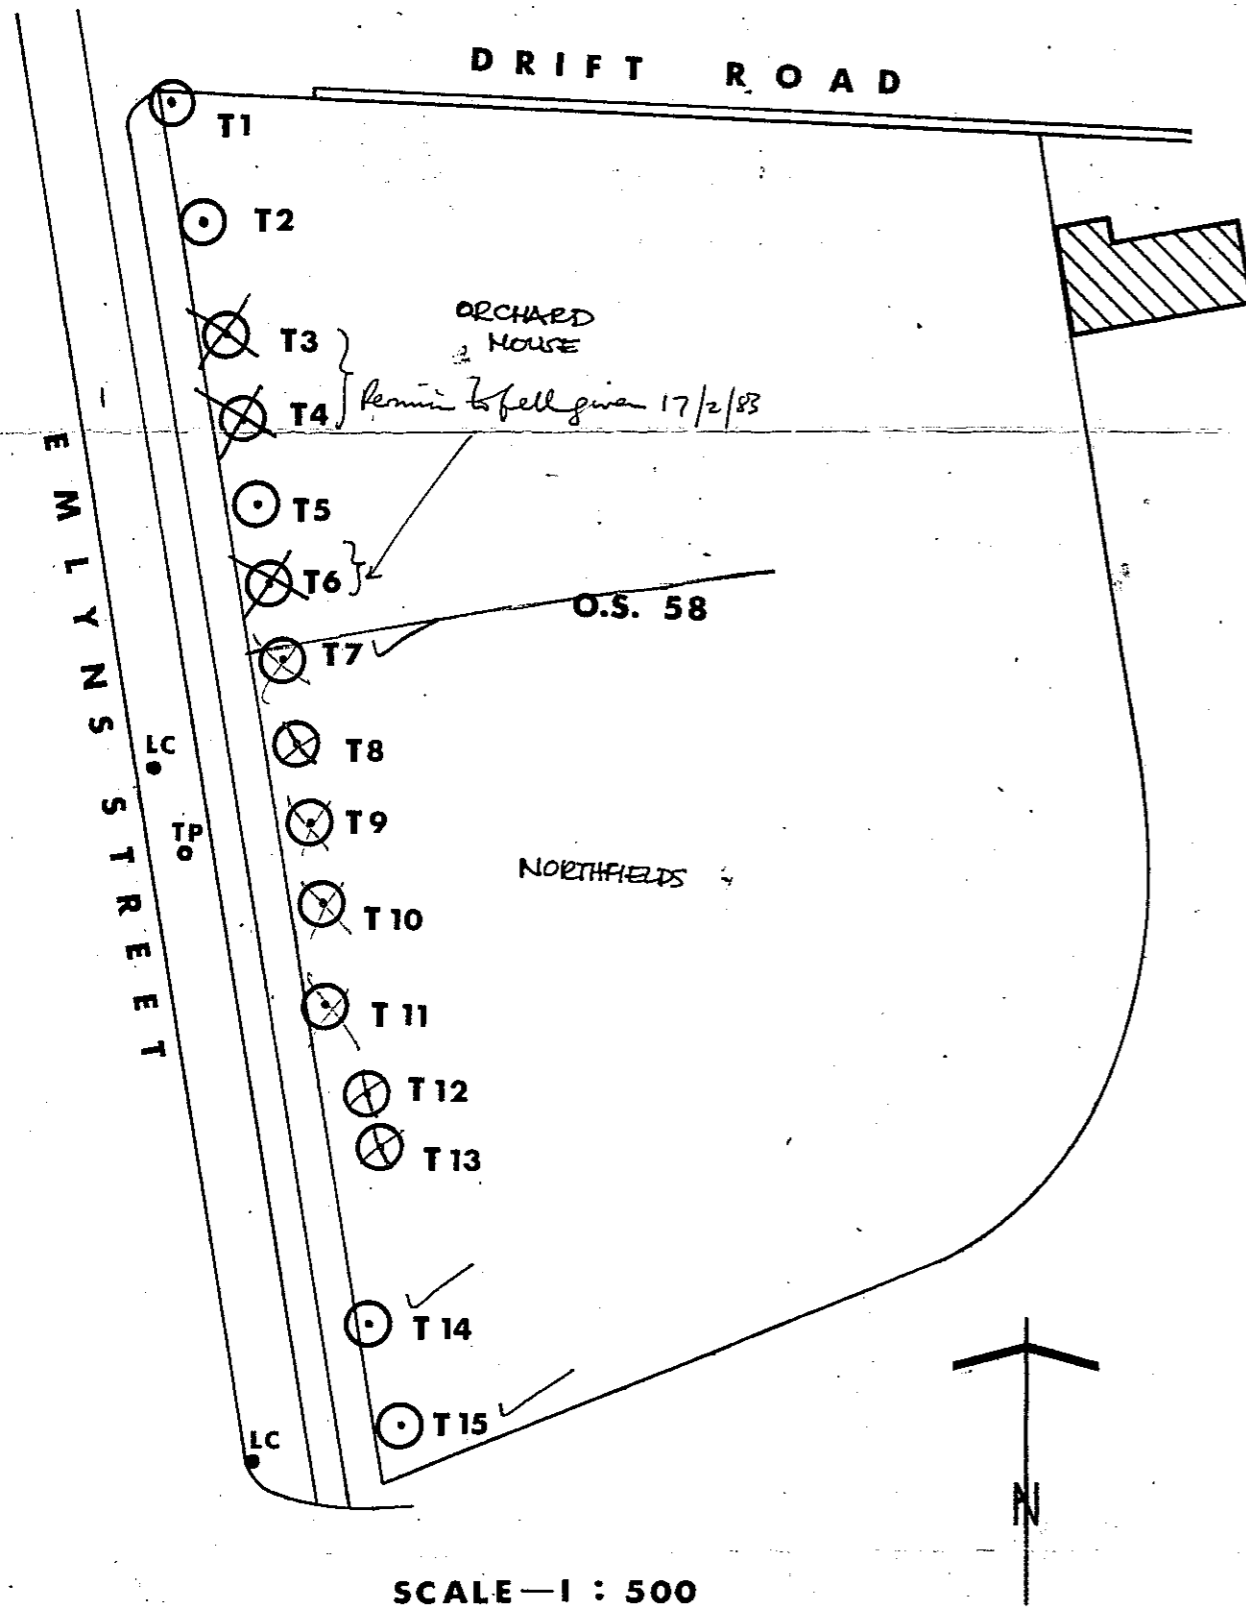 DRIFT ROAD
T1
T2
ORCHARD
HOUSE
T3
T4
to fell given 17/2/83
T5
T6
O.S. 58
T7
EMLYNS STREET
LC
T8
TP
T9
NORTHFIELDS
T10
T11
T12
T13
T14
T15
LC
N
SCALE—1 : 500